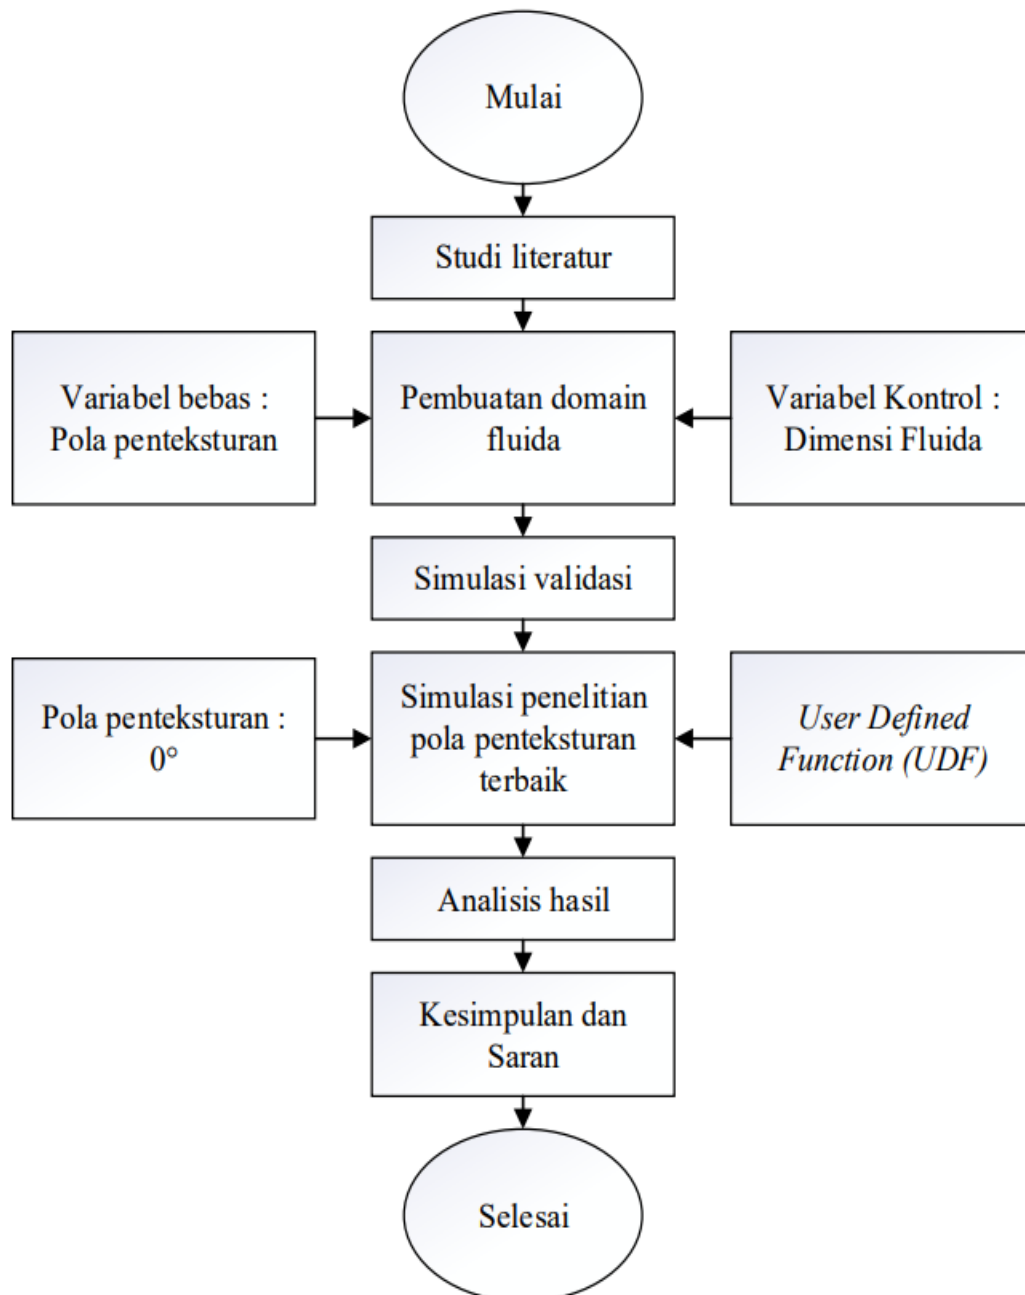 Mulai
Studi literatur
Variabel bebas :
Pola penteksturan
Pembuatan domain
fluida
Variabel Kontrol :
Dimensi Fluida
Simulasi validasi
Pola penteksturan :
0°
Simulasi penelitian
pola penteksturan
terbaik
User Defined
Function (UDF)
Analisis hasil
Kesimpulan dan
Saran
Selesai